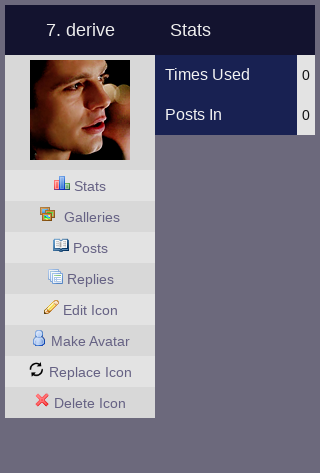 7. derive
Stats
Times Used 0
Posts In 0
Stats
Galleries
Posts
Replies
Edit Icon
Make Avatar
Replace Icon
Delete Icon